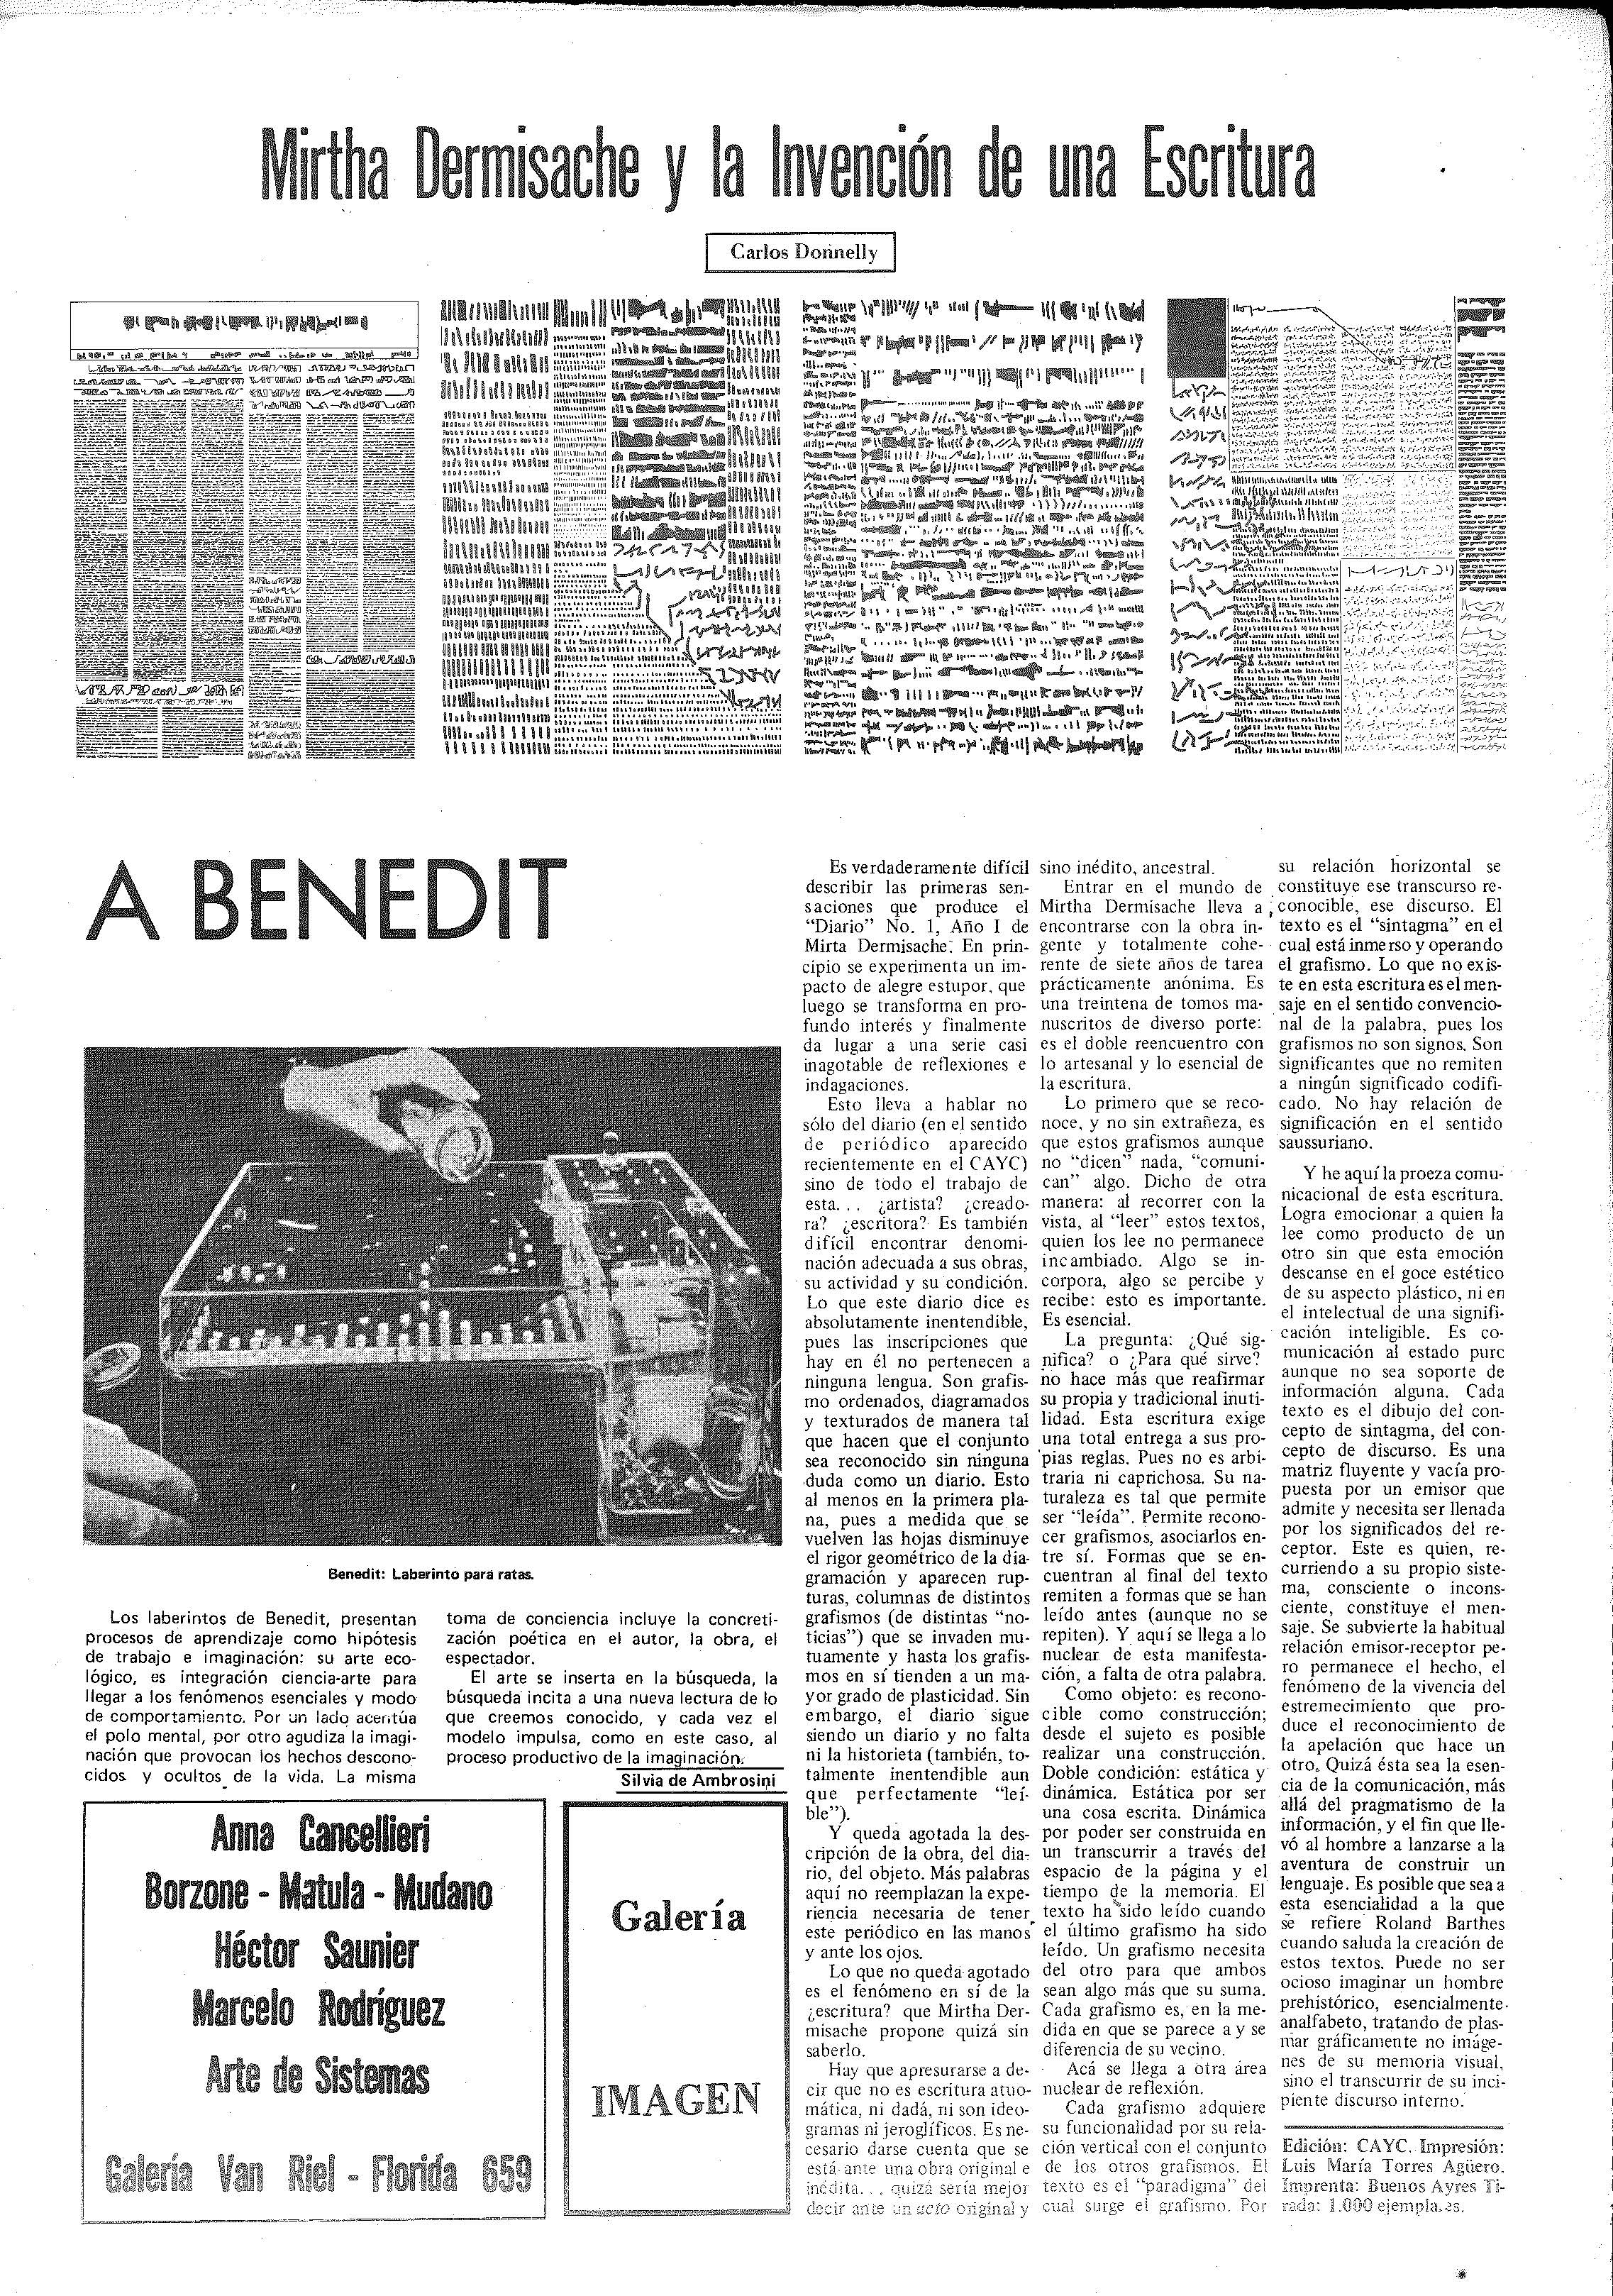 Mirtha Dermisache y la Invención de una Escritura
Carlos Donnelly
A BENEDIT
Benedit: Laberinto para ratas.
Los laberintos de Benedit, presentan
procesos de aprendizaje como hipótesis
de trabajo e imaginación: su arte eco-
lógico, es integración ciencia-arte para
llegar a los fenómenos esenciales y modo
de comportamiento. Por un lado acentúa
el polo mental, por otro agudiza la imagi-
nación que provocan los hechos descono-
cidos y ocultos de la vida. La misma
toma de conciencia incluye la concreti-
zación poética en el autor, la obra, el
espectador.
El arte se inserta en la búsqueda, la
búsqueda incita a una nueva lectura de lo
que creemos conocido, y cada vez el
modelo impulsa, como en este caso, al
proceso productivo de la imaginación.
Silvia de Ambrosini
Anna Cancellieri
Borzone - Matula - Mudano
Héctor Saunier
Marcelo Rodríguez
Arte de Sistemas
Galería Van Riel - Florida 659
Galería
IMAGEN
Es verdaderamente difícil
describir las primeras sen-
saciones que produce el
“Diario” No. 1, Año I de
Mirta Dermisache. En prin-
cipio se experimenta un im-
pacto de alegre estupor, que
luego se transforma en pro-
fundo interés y finalmente
da lugar a una serie casi
inagotable de reflexiones e
indagaciones.
Esto lleva a hablar no
sólo del diario (en el sentido
de periódico aparecido
recientemente en el CAYC)
sino de todo el trabajo de
esta... ¿artista? ¿creado-
ra? ¿escritora? Es también
difícil encontrar denomi-
nación adecuada a sus obras,
su actividad y su condición.
Lo que este diario dice es
absolutamente inentendible,
pues las inscripciones que
hay en él no pertenecen a
ninguna lengua. Son grafis-
mo ordenados, diagramados
y texturados de manera tal
que hacen que el conjunto
sea reconocido sin ninguna
duda como un diario. Esto
al menos en la primera pla-
na, pues a medida que se
vuelven las hojas disminuye
el rigor geométrico de la dia-
gramación y aparecen rup-
turas, columnas de distintos
grafismos (de distintas “no-
ticias”) que se invaden mu-
tuamente y hasta los grafis-
mos en sí tienden a un ma-
yor grado de plasticidad. Sin
embargo, el diario sigue
siendo un diario y no falta
ni la historieta (también, to-
talmente inentendible aun
que perfectamente “leí-
ble”).
Y queda agotada la des-
cripción de la obra, del dia-
rio, del objeto. Más palabras
aquí no reemplazan la expe-
riencia necesaria de tener
este periódico en las manos
y ante los ojos.
Lo que no queda agotado
es el fenómeno en sí de la
¿escritura? que Mirtha Der-
misache propone quizá sin
saberlo.
Hay que apresurarse a de-
cir que no es escritura atuo-
mática, ni dadá, ni son ideo-
gramas ni jeroglíficos. Es ne-
cesario darse cuenta que se
está ante una obra original e
inédita... quizá sería mejor
decir ante un acto original y
sino inédito, ancestral.
Entrar en el mundo de
Mirtha Dermisache lleva a
encontrarse con la obra in-
gente y totalmente cohe-
rente de siete años de tarea
prácticamente anónima. Es
una treintena de tomos ma-
nuscritos de diverso porte:
es el doble reencuentro con
lo artesanal y lo esencial de
la escritura.
Lo primero que se reco-
noce, y no sin extrañeza, es
que estos grafismos aunque
no “dicen” nada, “comuni-
can” algo. Dicho de otra
manera: al recorrer con la
vista, al “leer” estos textos,
quien los lee no permanece
incambiado. Algo se in-
corpora, algo se percibe y
recibe: esto es importante.
Es esencial.
La pregunta: ¿Qué sig-
nifica? o ¿Para qué sirve?
no hace más que reafirmar
su propia y tradicional inuti-
lidad. Esta escritura exige
una total entrega a sus pro-
pias reglas. Pues no es arbi-
traria ni caprichosa. Su na-
turaleza es tal que permite
ser “leída”. Permite recono-
cer grafismos, asociarlos en-
tre sí. Formas que se en-
cuentran al final del texto
remiten a formas que se han
leído antes (aunque no se
repiten). Y aquí se llega a lo
nuclear de esta manifesta-
ción, a falta de otra palabra.
Como objeto: es recono-
cible como construcción;
desde el sujeto es posible
realizar una construcción.
Doble condición: estática y
dinámica. Estática por ser
una cosa escrita. Dinámica
por poder ser construida en
un transcurrir a través del
espacio de la página y el
tiempo de la memoria. El
texto ha sido leído cuando
el último grafismo ha sido
leído. Un grafismo necesita
del otro para que ambos
sean algo más que su suma.
Cada grafismo es, en la me-
dida en que se parece a y se
diferencia de su vecino.
Acá se llega a otra área
nuclear de reflexión.
Cada grafismo adquiere
su funcionalidad por su rela-
ción vertical con el conjunto
de los otros grafismos. El
texto es el “paradigma” del
cual surge el grafismo. Por
su relación horizontal se
constituye ese transcurso re-
conocible, ese discurso. El
texto es el “sintagma” en el
cual está inmerso y operando
el grafismo. Lo que no exis-
te en esta escritura es el men-
saje en el sentido convencio-
nal de la palabra, pues los
grafismos no son signos. Son
significantes que no remiten
a ningún significado codifi-
cado. No hay relación de
significación en el sentido
saussuriano.
Y he aquí la proeza comu-
nicacional de esta escritura.
Logra emocionar a quien la
lee como producto de un
otro sin que esta emoción
descanse en el goce estético
de su aspecto plástico, ni en
el intelectual de una signifi-
cación inteligible. Es co-
municación al estado puro
aunque no sea soporte de
información alguna. Cada
texto es el dibujo del con-
cepto de sintagma, del con-
cepto de discurso. Es una
matriz fluyente y vacía pro-
puesta por un emisor que
admite y necesita ser llenada
por los significados del re-
ceptor. Este es quien, re-
curriendo a su propio siste-
ma, consciente o incons-
ciente, constituye el men-
saje. Se subvierte la habitual
relación emisor-receptor pe-
ro permanece el hecho, el
fenómeno de la vivencia del
estremecimiento que pro-
duce el reconocimiento de
la apelación que hace un
otro. Quizá ésta sea la esen-
cia de la comunicación, más
allá del pragmatismo de la
información, y el fin que lle-
vó al hombre a lanzarse a la
aventura de construir un
lenguaje. Es posible que sea a
esta esencialidad a la que
se refiere Roland Barthes
cuando saluda la creación de
estos textos. Puede no ser
ocioso imaginar un hombre
prehistórico, esencialmente
analfabeto, tratando de plas-
mar gráficamente no imáge-
nes de su memoria visual,
sino el transcurrir de su inci-
piente discurso interno.
Edición: CAYC. Impresión:
Luis María Torres Agüero.
Imprenta: Buenos Ayres Ti-
rada: 1.000 ejemplares.